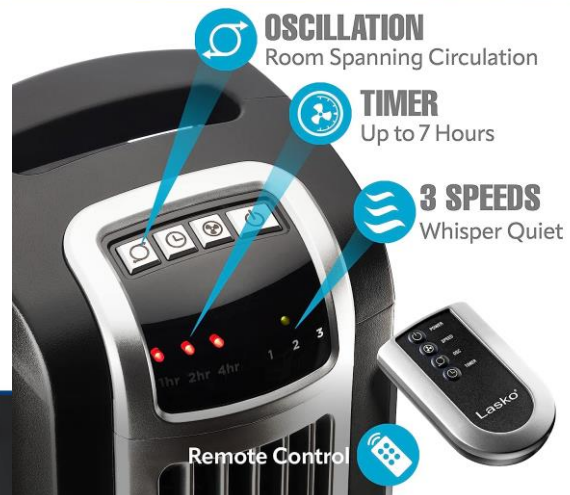 OSCILLATION
Room Spanning Circulation
TIMER
Up to 7 Hours
3 SPEEDS
Whisper Quiet
1hr 2hr 4hr
1 2 3
POWER
SPEED
OSC
TIMER
Lasko®
Remote Control